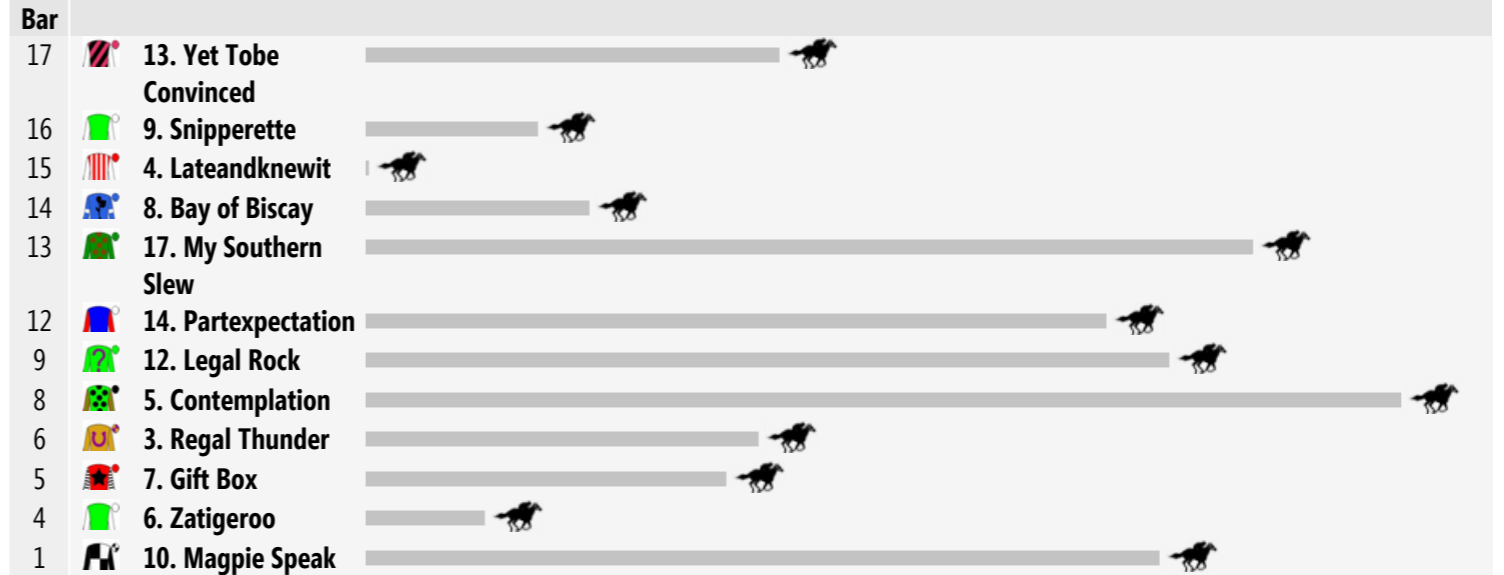 Bar
17 13. Yet Tobe
Convinced
16 9. Snipperette
15 4. Lateandknewit
14 8. Bay of Biscay
13 17. My Southern
Slew
12 14. Partexpectation
9 ? 12. Legal Rock
8 5. Contemplation
6 3. Regal Thunder
5 7. Gift Box
4 6. Zatigeroo
1 10. Magpie Speak